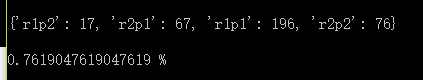 {'r1p2': 17, 'r2p1': 67, 'r1p1': 196, 'r2p2': 76}
0.7619047619047619 %